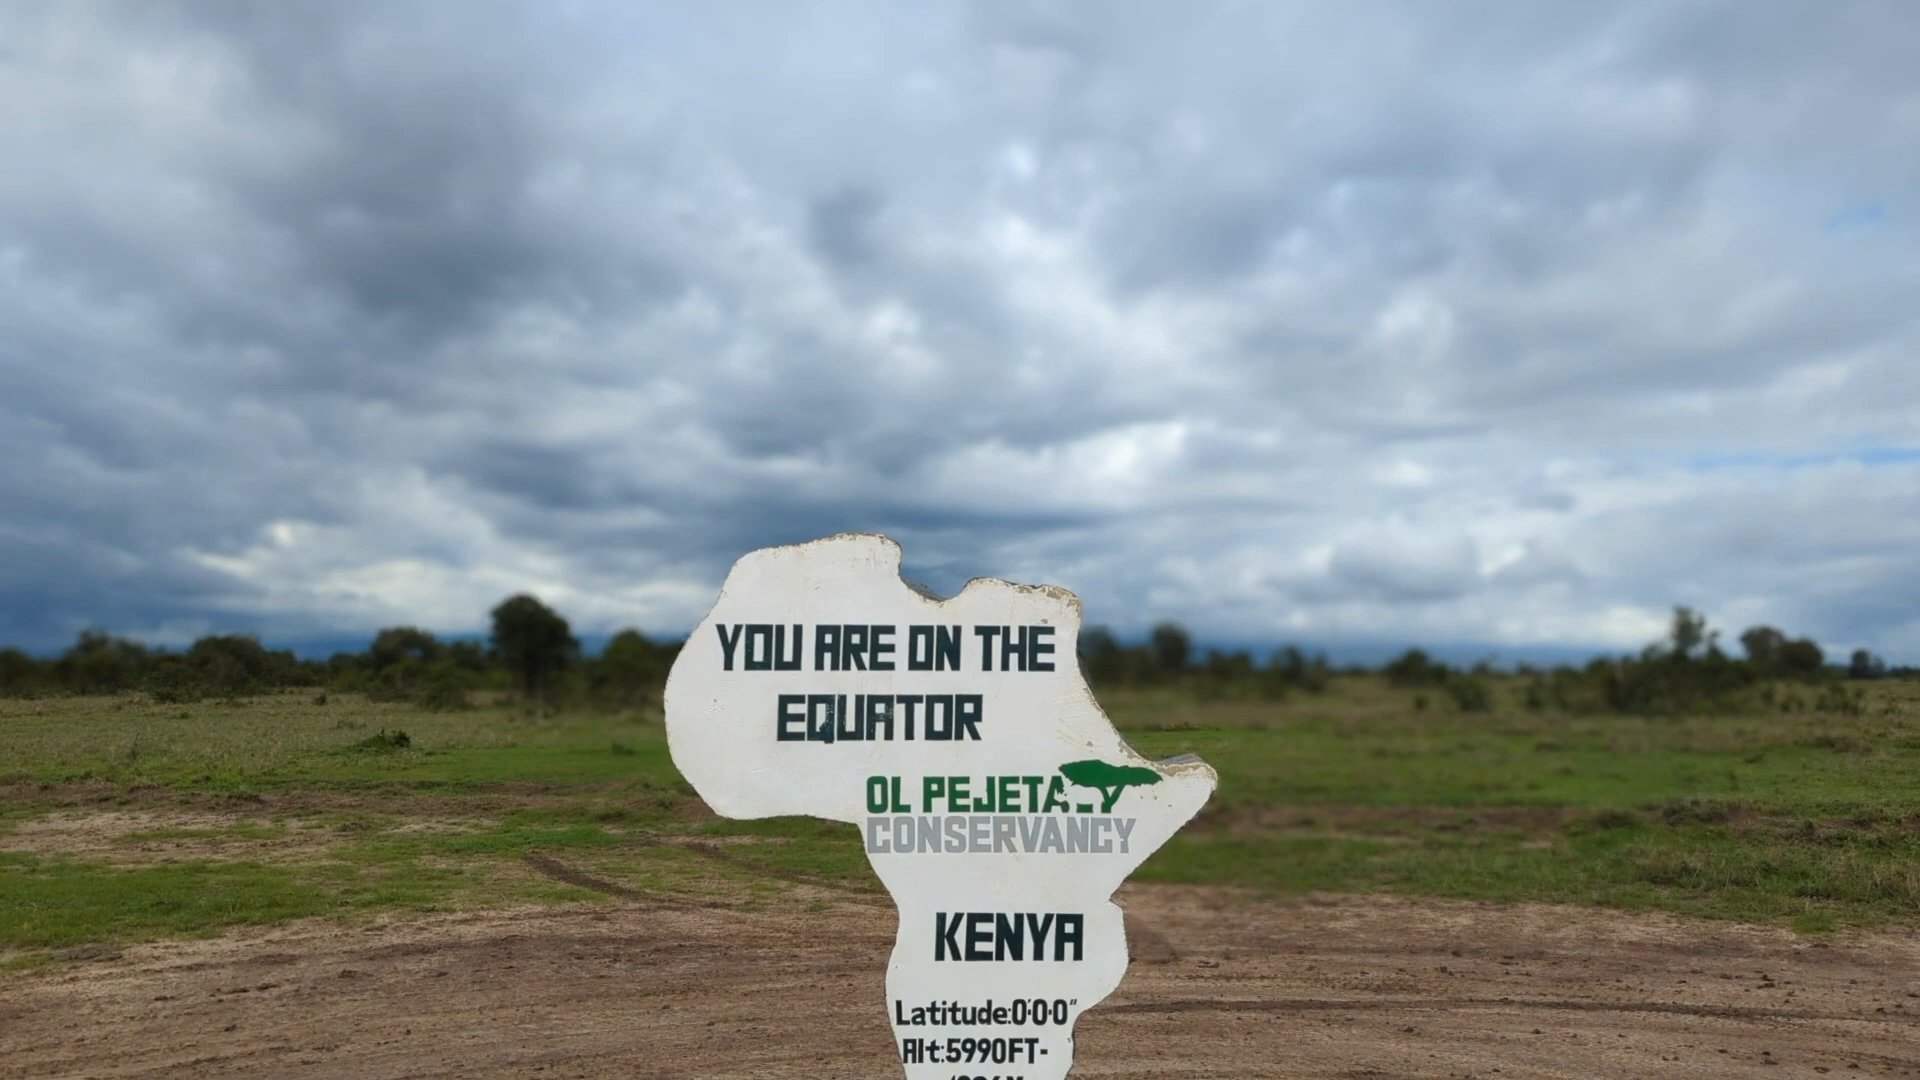 YOU ARE ON THE
EQUATOR
OL PEJETA
CONSERVANCY
KENYA
Latitude:0·0·0"
Alt:5990FT-